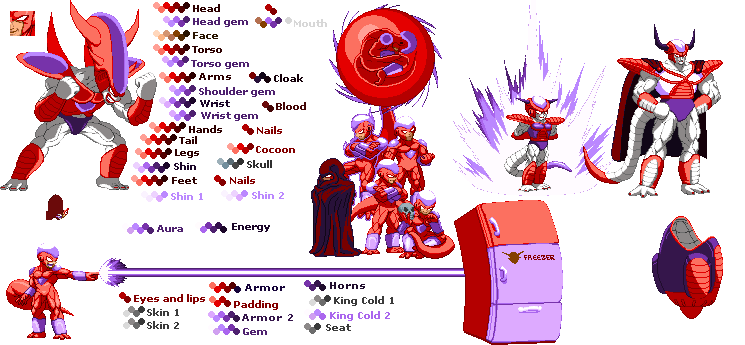 Head
Head gem
Mouth
Face
Torso
Torso gem
Arms
Cloak
Shoulder gem
Wrist
Blood
Wrist gem
Hands
Nails
Tail
Legs
Cocoon
Shin
Skull
Feet
Nails
Shin 1
Shin 2
Aura
Energy
FREEZER
Eyes and lips
Skin 1
Skin 2
Armor
Padding
Armor 2
Gem
Horns
King Cold 1
King Cold 2
Seat